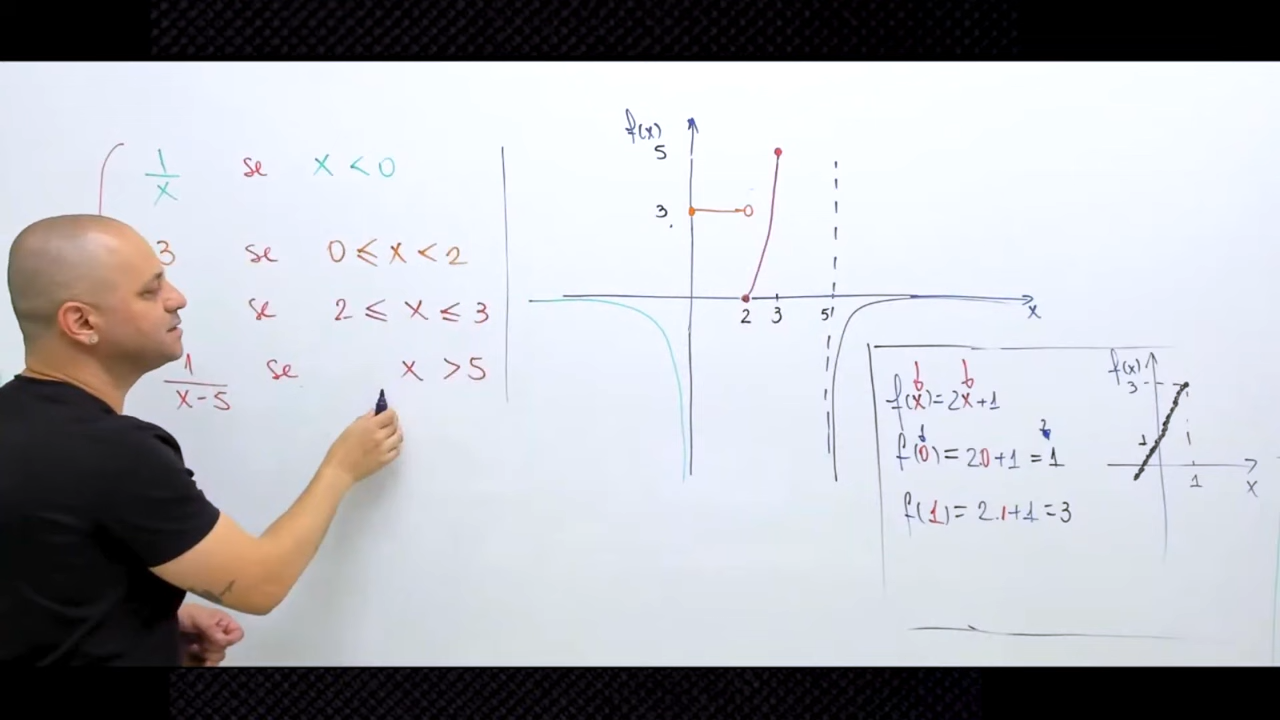 1/x se x < 0
3 se 0 ≤ x < 2
se 2 ≤ x ≤ 3
1/(x-5) se x > 5
f(x)
5
3
2 3 5 x
f(x) = 2x+1
f(0) = 2.0+1 = 1
f(1) = 2.1+1 = 3
f(x)
3
1
1 x